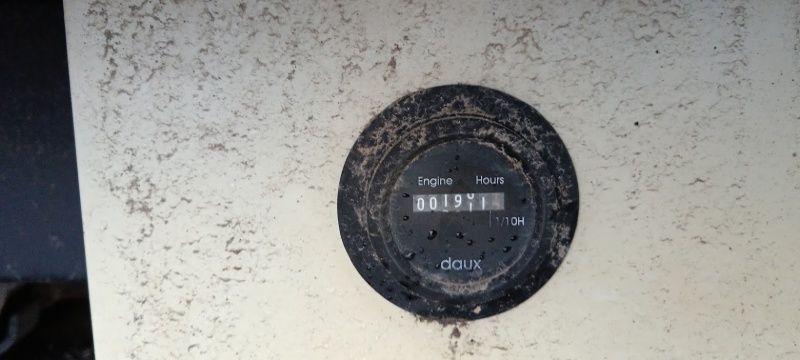 Engine Hours
1/10H
daux